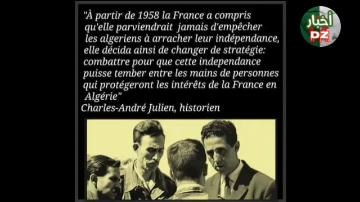 أخبار
DZ
"À partir de 1958 la France a compris
qu'elle parviendrait jamais d'empêcher
les algeriens à arracher leur indépendance,
elle décida ainsi de changer de stratégie:
combattre pour que cette independance
puisse tember entre les mains de personnes
qui protégeront les intérêts de la France en
Algérie"
Charles-André Julien, historien